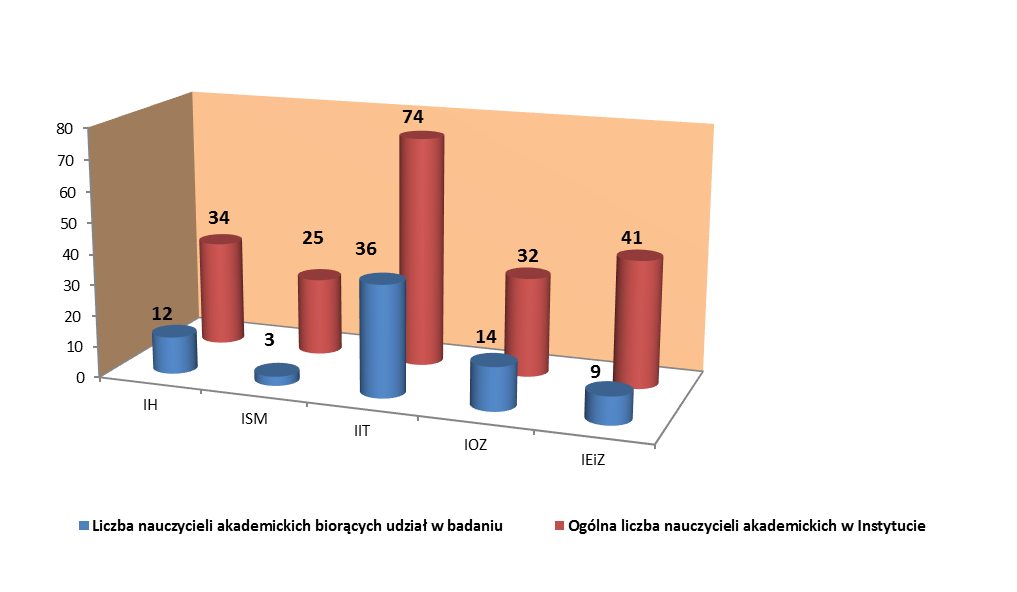 74
34
25
36
32
41
12
3
14
9
80
70
60
50
40
30
20
10
0
IH
ISM
IIT
IOZ
IEiZ
Liczba nauczycieli akademickich biorących udział w badaniu
Ogólna liczba nauczycieli akademickich w Instytucie